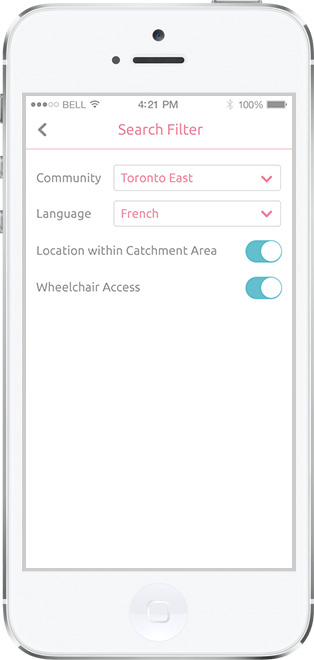 BELL 4:21 PM 100%
Search Filter
Community Toronto East
Language French
Location within Catchment Area
Wheelchair Access